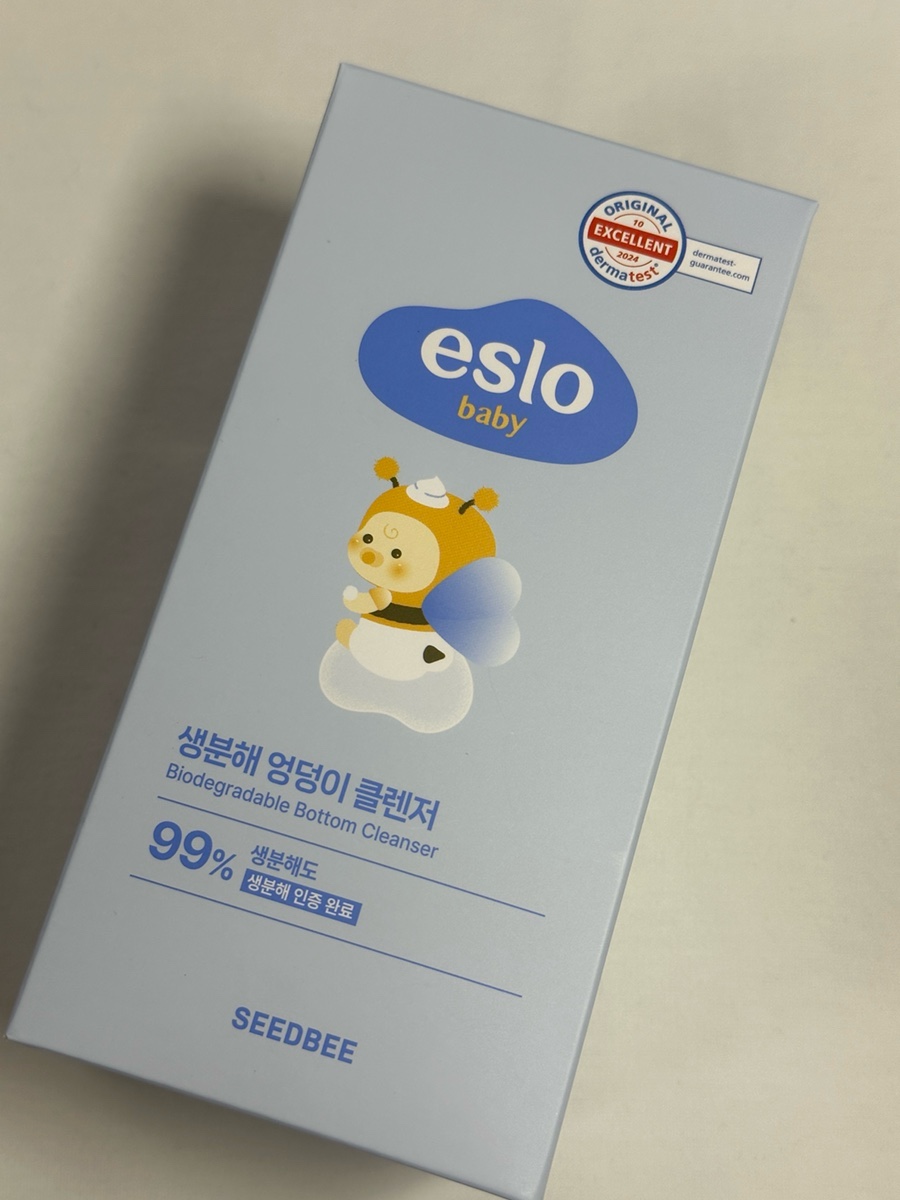 ORIGINAL
10
EXCELLENT
2024
dermatest®
dermatest-
guarantee.com
eslo
baby
생분해 엉덩이 클렌저
Biodegradable Bottom Cleanser
99% 생분해도
생분해 인증 완료
SEEDBEE